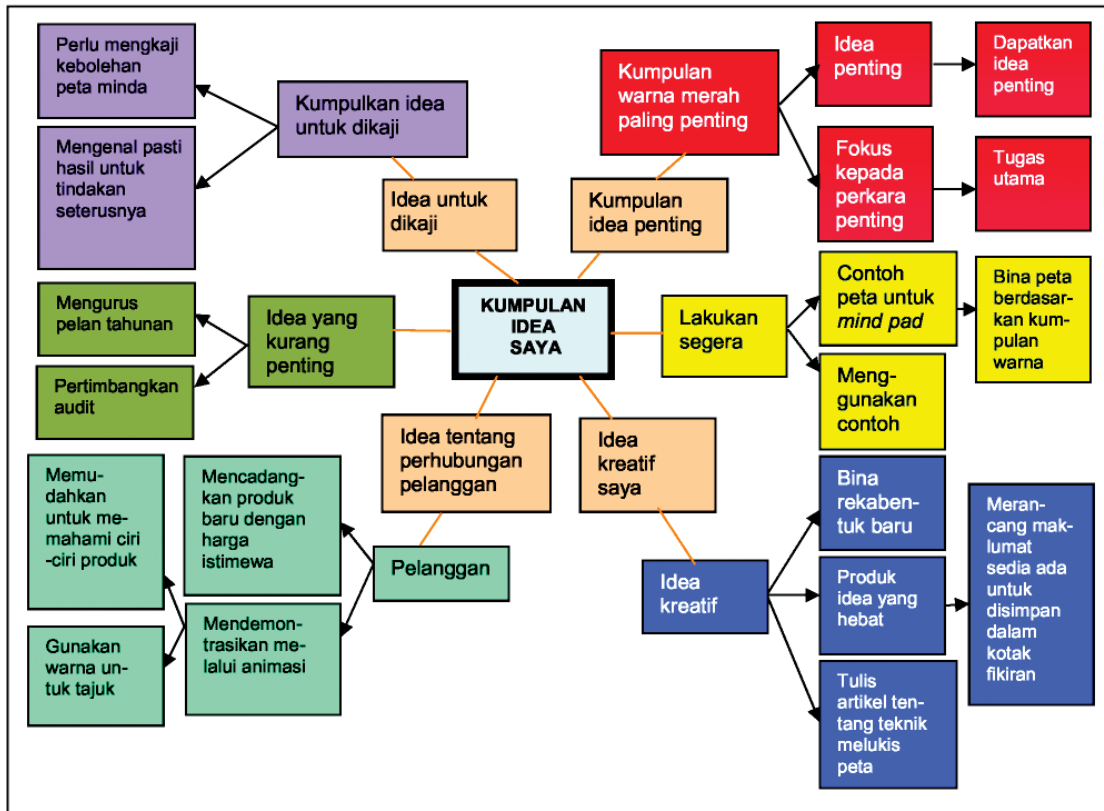 Perlu mengkaji
kebolehan
peta minda
Mengenal pasti
hasil untuk
tindakan
seterusnya
Kumpulkan idea
untuk dikaji
Idea untuk
dikaji
Kumpulan
warna merah
paling penting
Idea
penting
Dapatkan
idea
penting
Fokus
kepada
perkara
penting
Tugas
utama
Kumpulan
idea penting
KUMPULAN
IDEA
SAYA
Mengurus
pelan tahunan
Pertimbangkan
audit
Idea yang
kurang
penting
Lakukan
segera
Contoh
peta untuk
mind pad
Bina peta
berdasar-
kan kum-
pulan
warna
Meng-
gunakan
contoh
Idea tentang
perhubungan
pelanggan
Idea
kreatif
saya
Memu-
dahkan
untuk me-
mahami ciri
-ciri produk
Mencadang-
kan produk
baru dengan
harga
istimewa
Pelanggan
Gunakan
warna un-
tuk tajuk
Mendemon-
trasikan me-
lalui animasi
Idea
kreatif
Bina
rekaben-
tuk baru
Produk
idea yang
hebat
Meran-
cang mak-
lumat
sedia ada
untuk
disimpan
dalam
kotak
fikiran
Tulis
artikel ten-
tang teknik
melukis
peta